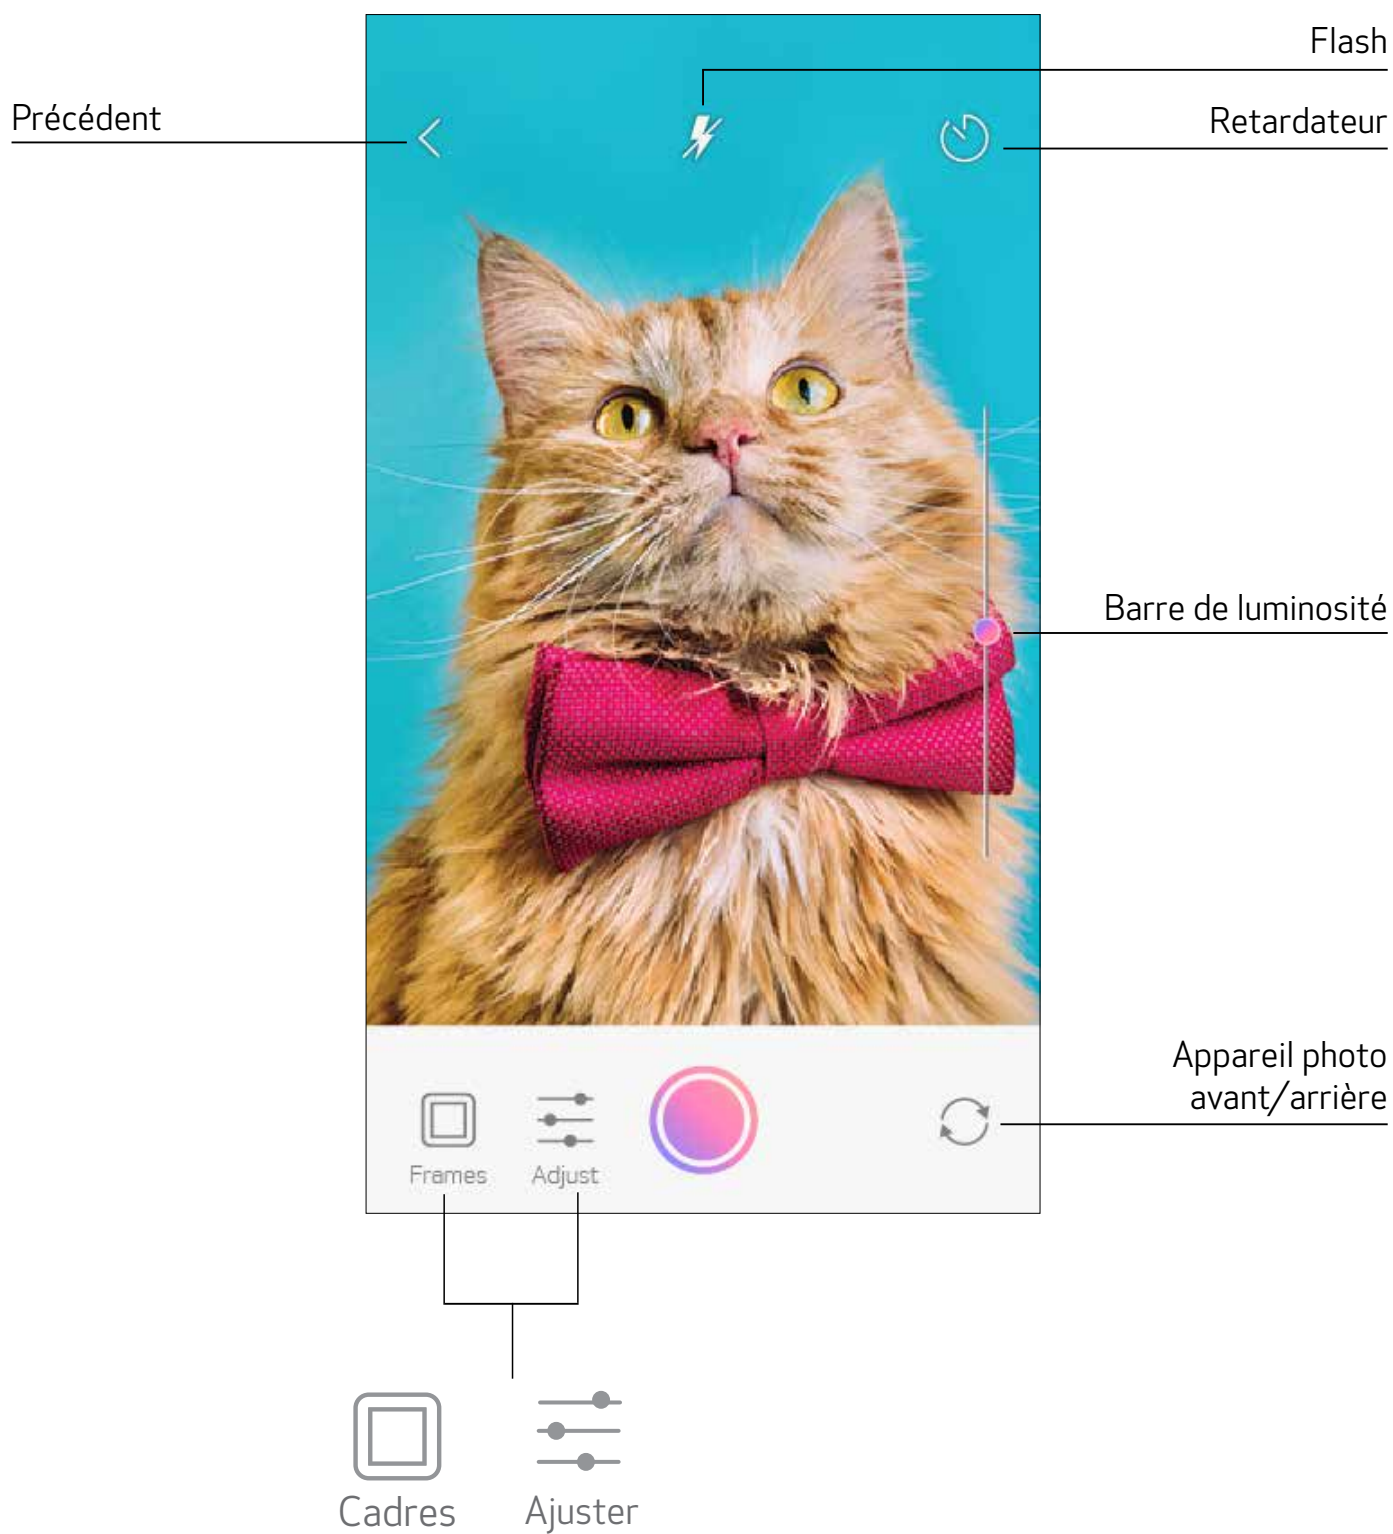 Flash
Précédent
Retardateur
Barre de luminosité
Appareil photo
avant/arrière
Frames
Adjust
Cadres
Ajuster